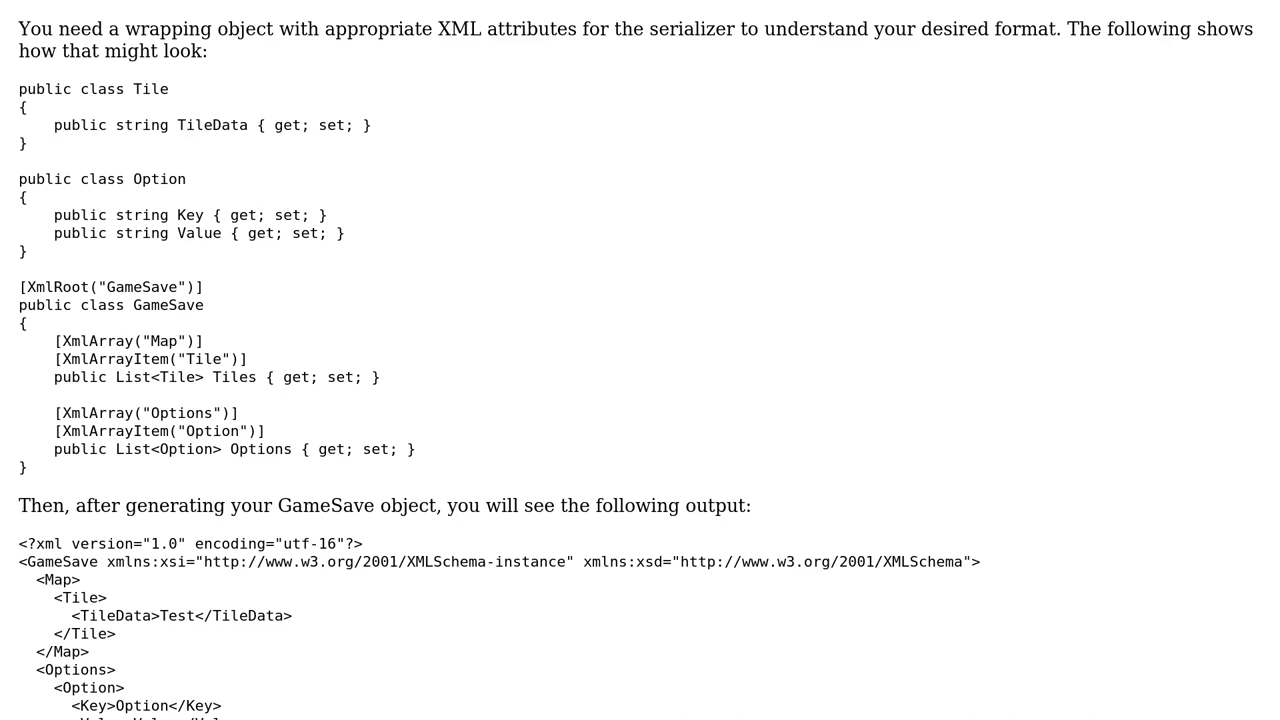 You need a wrapping object with appropriate XML attributes for the serializer to understand your desired format. The following shows
how that might look:
public class Tile
{
    public string TileData { get; set; }
}
public class Option
{
    public string Key { get; set; }
    public string Value { get; set; }
}
[XmlRoot("GameSave")]
public class GameSave
{
    [XmlArray("Map")]
    [XmlArrayItem("Tile")]
    public List<Tile> Tiles { get; set; }
    [XmlArray("Options")]
    [XmlArrayItem("Option")]
    public List<Option> Options { get; set; }
}
Then, after generating your GameSave object, you will see the following output:
<?xml version="1.0" encoding="utf-16"?>
<GameSave xmlns:xsi="http://www.w3.org/2001/XMLSchema-instance" xmlns:xsd="http://www.w3.org/2001/XMLSchema">
  <Map>
    <Tile>
      <TileData>Test</TileData>
    </Tile>
  </Map>
  <Options>
    <Option>
      <Key>Option</Key>